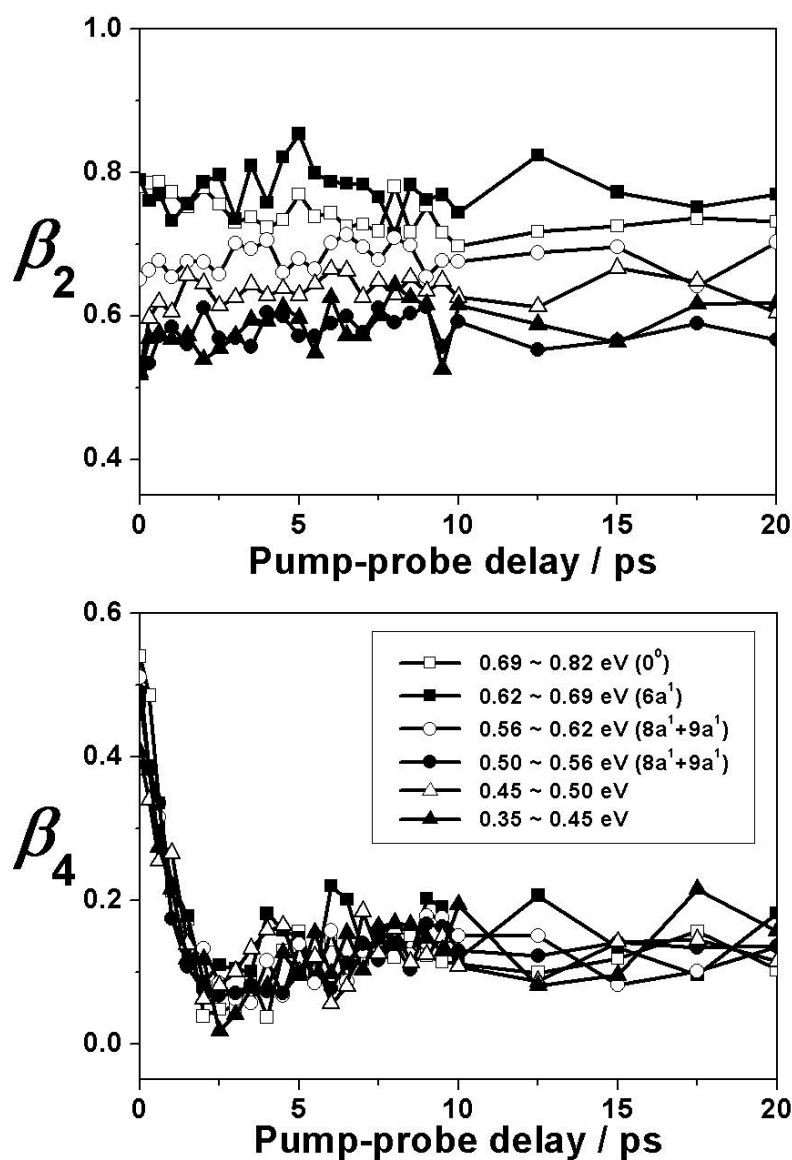 1.0
0.8
β2
0.6
0.4
0 5 10 15 20
Pump-probe delay / ps
0.6
0.69 ~ 0.82 eV (0⁰)
0.62 ~ 0.69 eV (6a¹)
0.56 ~ 0.62 eV (8a¹+9a¹)
0.50 ~ 0.56 eV (8a¹+9a¹)
0.45 ~ 0.50 eV
0.35 ~ 0.45 eV
0.4
β4
0.2
0.0
0 5 10 15 20
Pump-probe delay / ps